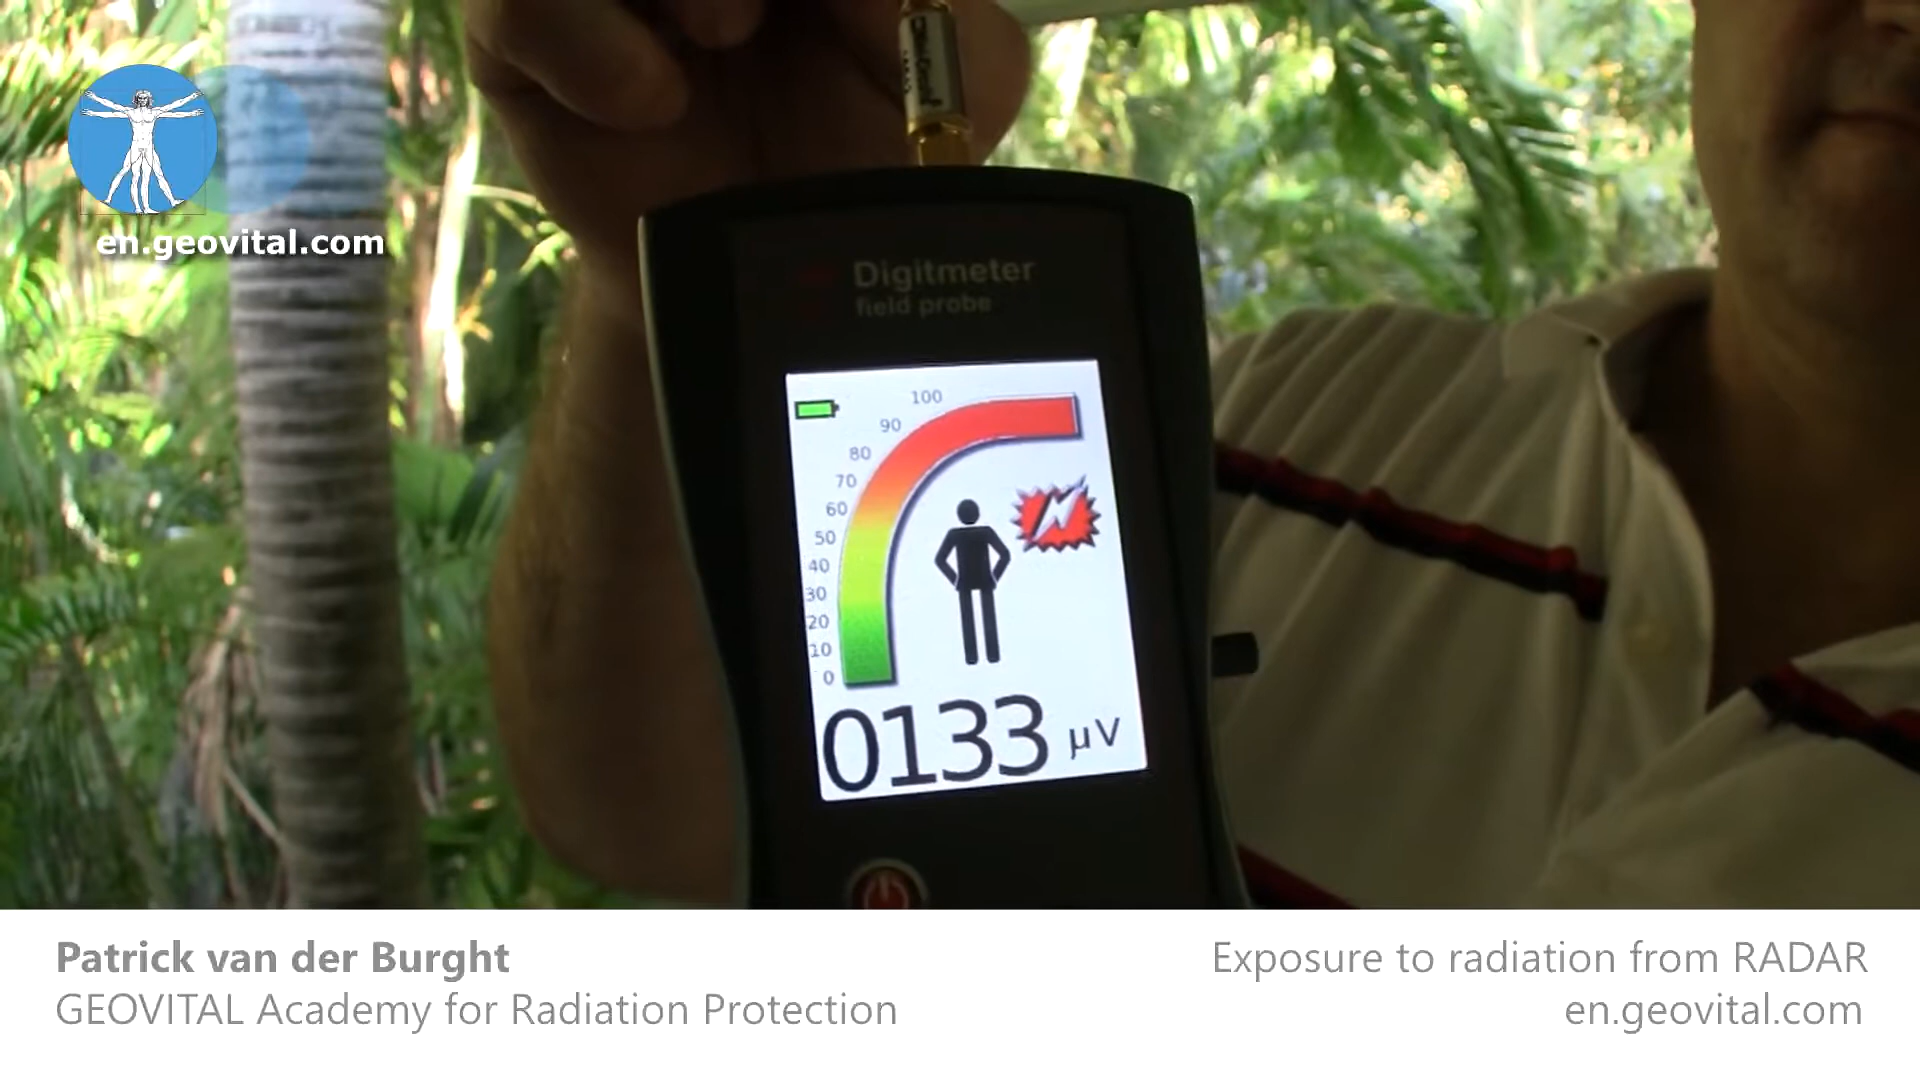 en.geovital.com
Digitmeter
field probe
100
90
80
70
60
50
40
30
20
10
0
0133 µV
Patrick van der Burght
GEOVITAL Academy for Radiation Protection
Exposure to radiation from RADAR
en.geovital.com